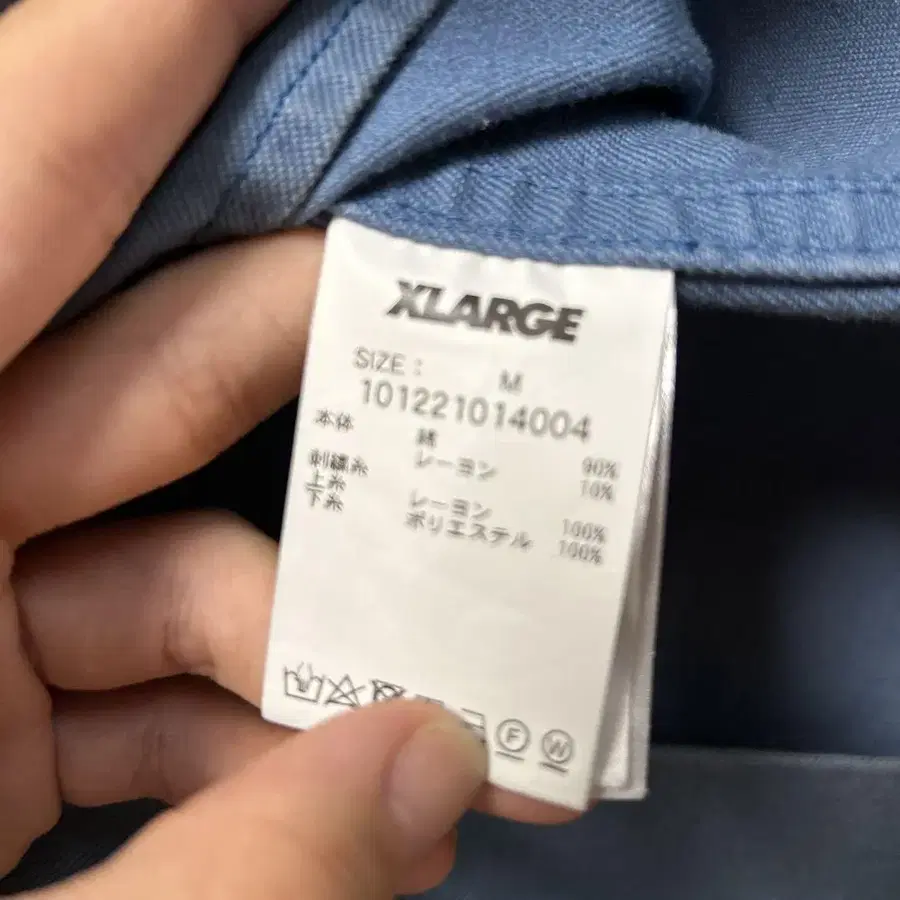 XLARGE
SIZE : M
101221014004
本体 綿 90%
レーヨン 10%
刺繍糸
上糸 レーヨン 100%
下糸 ポリエステル 100%
F W